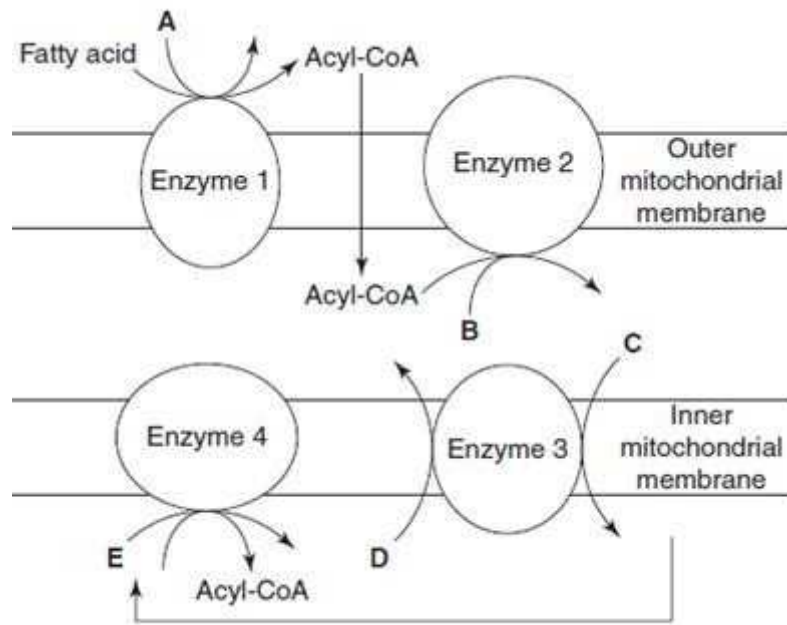 A
Fatty acid
Acyl-CoA
Enzyme 1
Enzyme 2
Outer
mitochondrial
membrane
Acyl-CoA
B
C
Enzyme 4
Enzyme 3
Inner
mitochondrial
membrane
E
D
Acyl-CoA